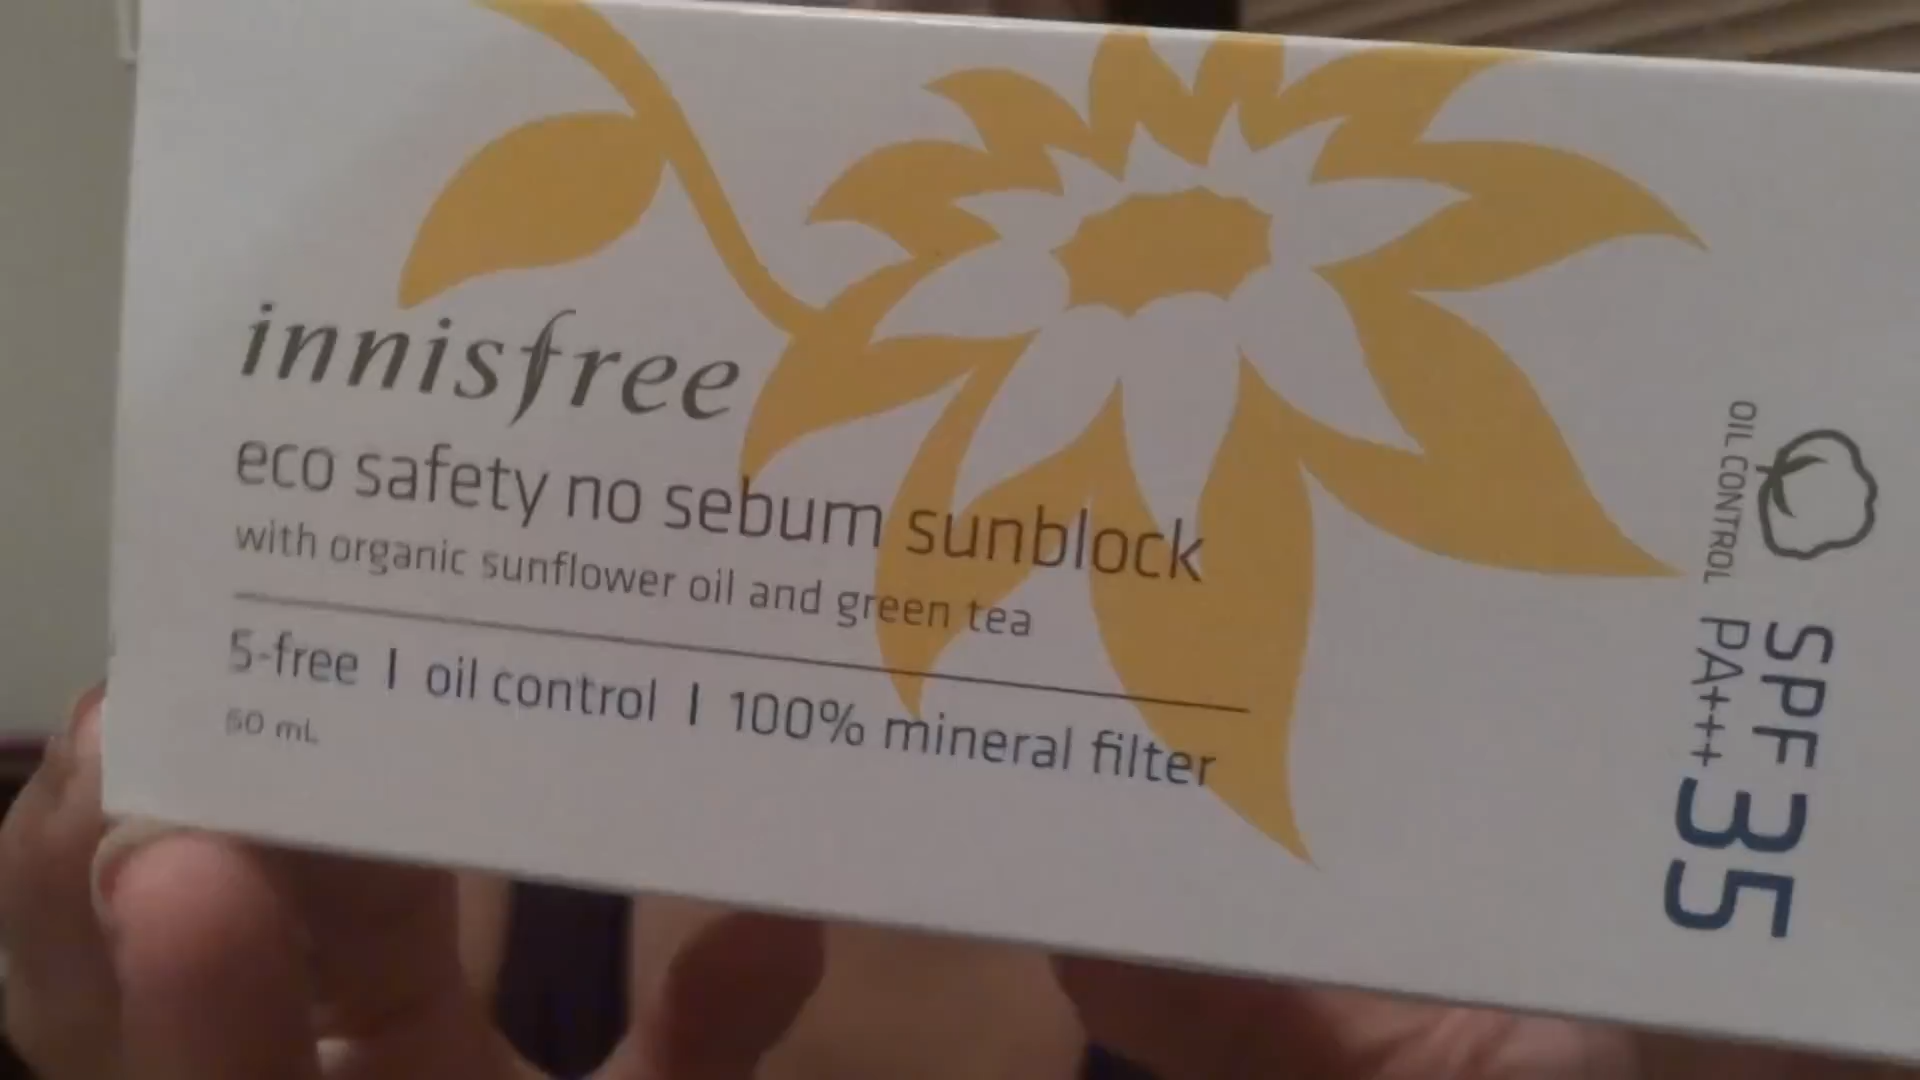 innisfree
eco safety no sebum sunblock
with organic sunflower oil and green tea
5-free | oil control | 100% mineral filter
50 mL
OIL CONTROL
SPF 35
PA+++